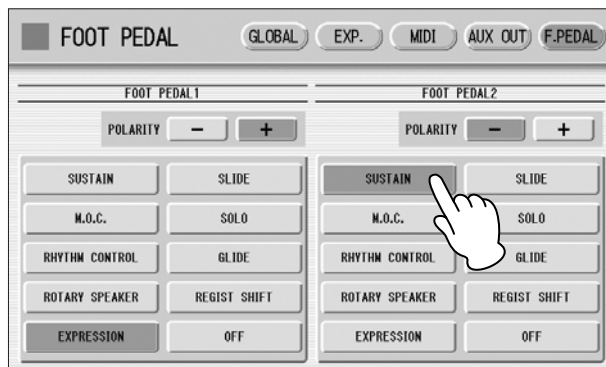 FOOT PEDAL GLOBAL EXP. MIDI AUX OUT F.PEDAL
FOOT PEDAL1 FOOT PEDAL2
POLARITY − + POLARITY − +
SUSTAIN SLIDE SUSTAIN SLIDE
M.O.C. SOLO M.O.C. SOLO
RHYTHM CONTROL GLIDE RHYTHM CONTROL GLIDE
ROTARY SPEAKER REGIST SHIFT ROTARY SPEAKER REGIST SHIFT
EXPRESSION OFF EXPRESSION OFF